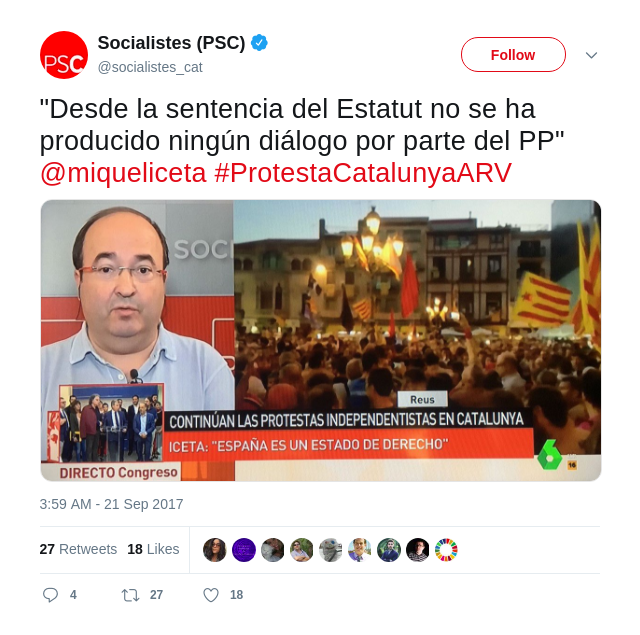 PSC
Socialistes (PSC)
@socialistes_cat
Follow
"Desde la sentencia del Estatut no se ha
producido ningún diálogo por parte del PP"
@miqueliceta #ProtestaCatalunyaARV
SOCI
Reus
CONTINÚAN LAS PROTESTAS INDEPENDENTISTAS EN CATALUNYA
ICETA: "ESPAÑA ES UN ESTADO DE DERECHO"
6
16
DIRECTO Congreso
3:59 AM - 21 Sep 2017
27 Retweets 18 Likes
4 27 18